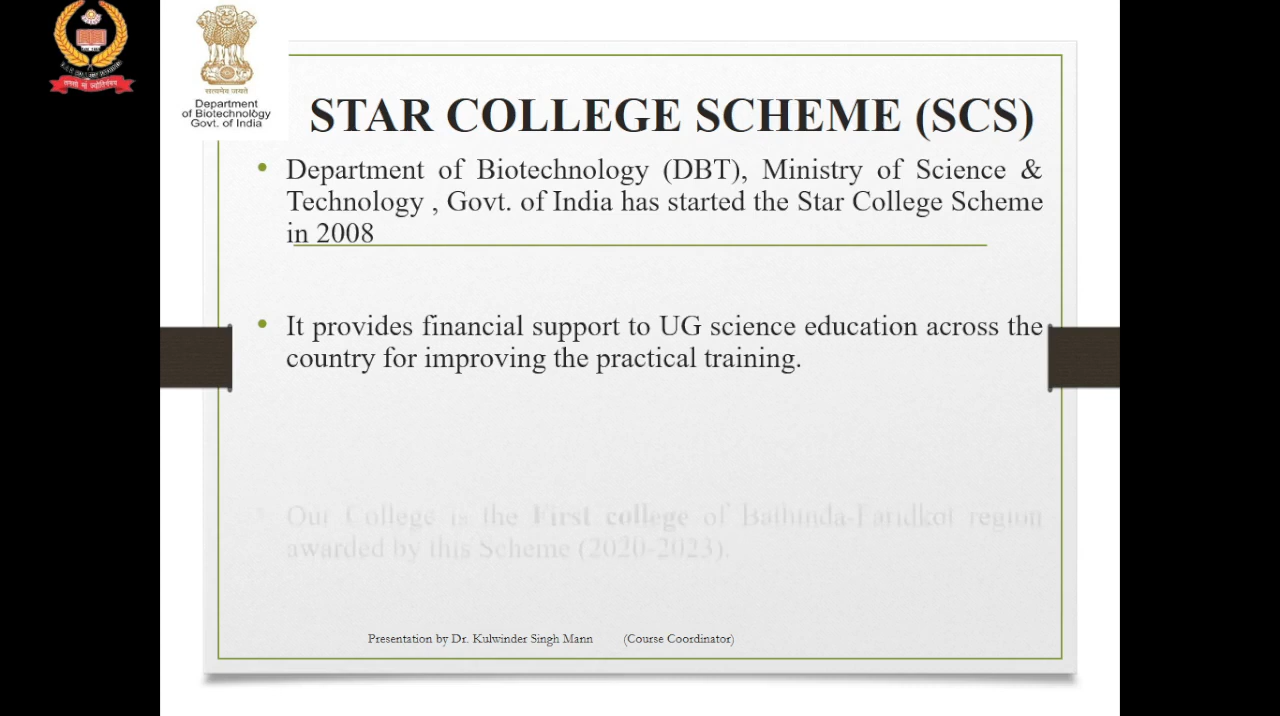 सत्यमेव जयते
Department
of Biotechnology
Govt. of India
STAR COLLEGE SCHEME (SCS)
• Department of Biotechnology (DBT), Ministry of Science &
Technology , Govt. of India has started the Star College Scheme
in 2008
• It provides financial support to UG science education across the
country for improving the practical training.
Our College is the First college of Bathinda-Faridkot region
awarded by this Scheme (2020-2023).
Presentation by Dr. Kulwinder Singh Mann (Course Coordinator)